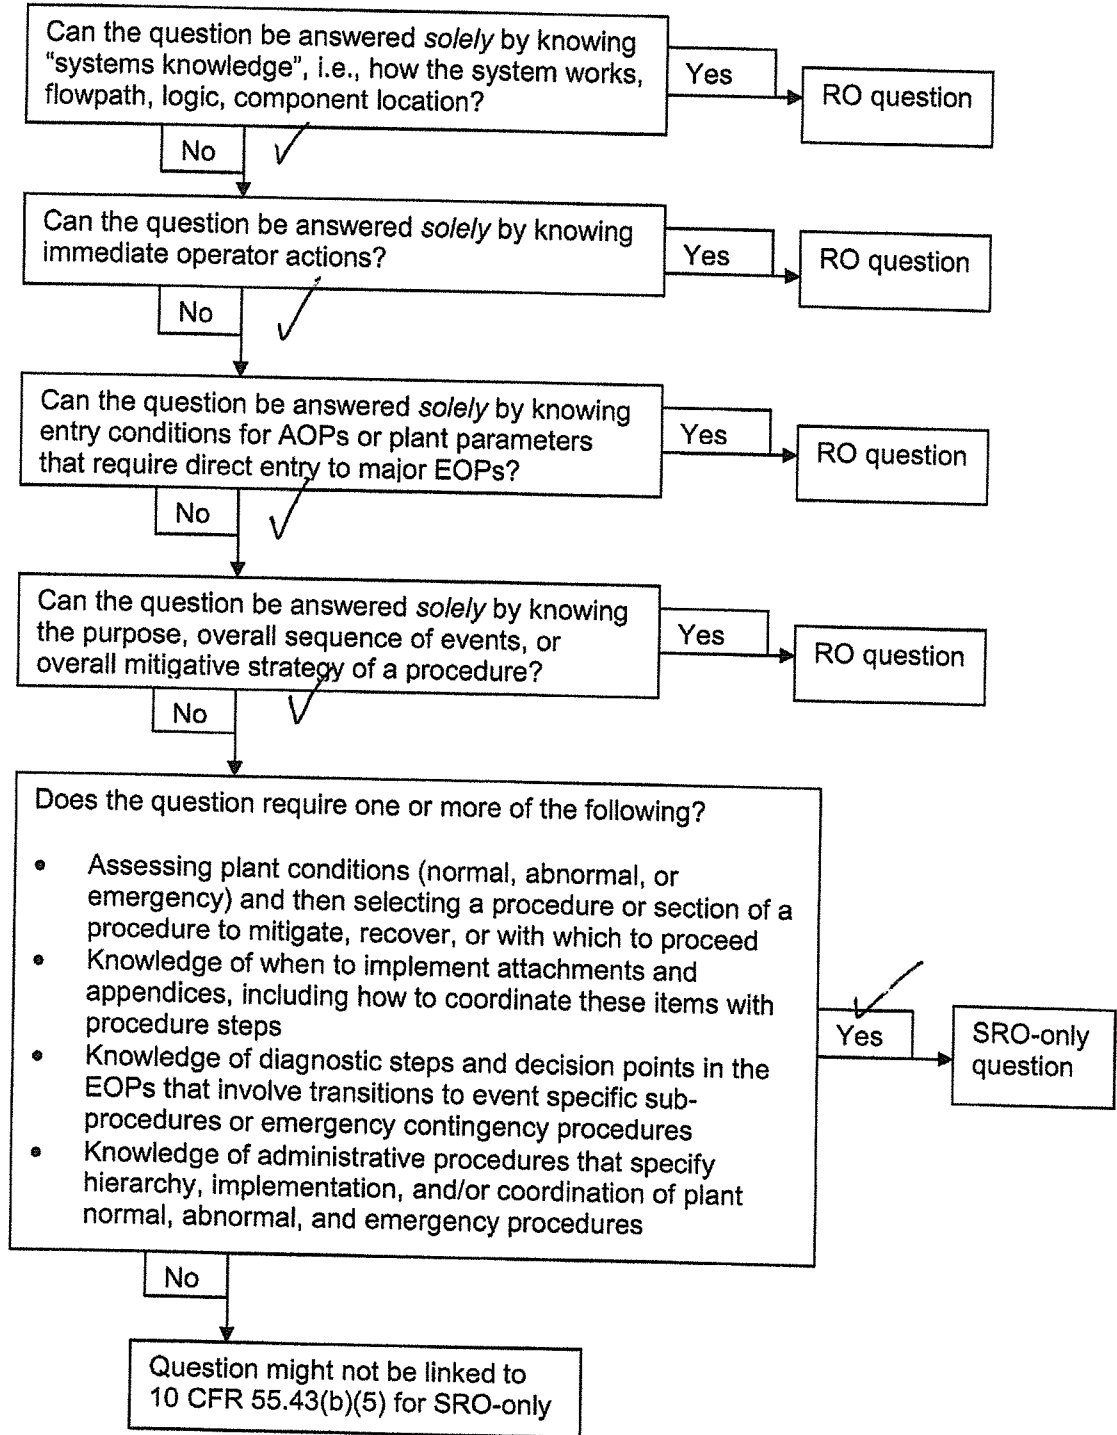 Can the question be answered solely by knowing
“systems knowledge”, i.e., how the system works,
flowpath, logic, component location?
Yes
RO question
No
Can the question be answered solely by knowing
immediate operator actions?
Yes
RO question
No
Can the question be answered solely by knowing
entry conditions for AOPs or plant parameters
that require direct entry to major EOPs?
Yes
RO question
No
Can the question be answered solely by knowing
the purpose, overall sequence of events, or
overall mitigative strategy of a procedure?
Yes
RO question
No
Does the question require one or more of the following?
• Assessing plant conditions (normal, abnormal, or
emergency) and then selecting a procedure or section of a
procedure to mitigate, recover, or with which to proceed
• Knowledge of when to implement attachments and
appendices, including how to coordinate these items with
procedure steps
• Knowledge of diagnostic steps and decision points in the
EOPs that involve transitions to event specific sub-
procedures or emergency contingency procedures
• Knowledge of administrative procedures that specify
hierarchy, implementation, and/or coordination of plant
normal, abnormal, and emergency procedures
Yes
SRO-only
question
No
Question might not be linked to
10 CFR 55.43(b)(5) for SRO-only